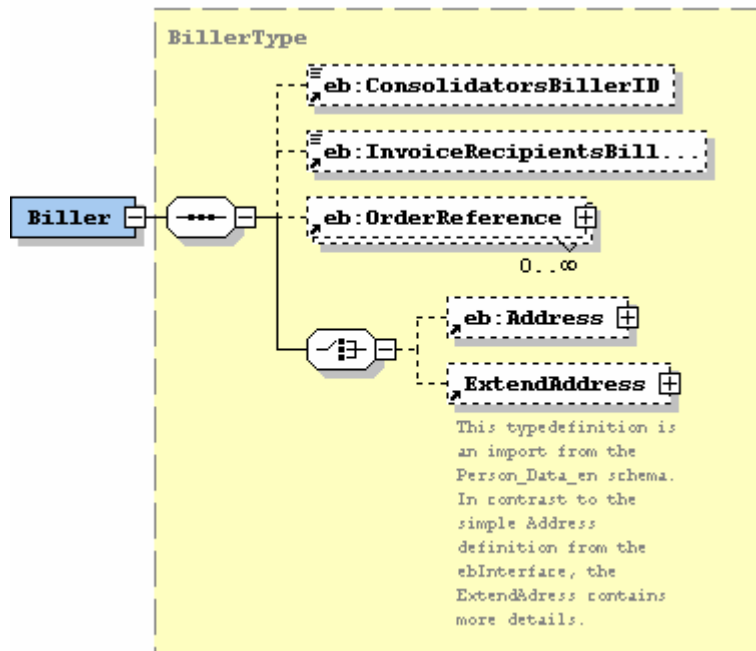 BillerType
eb:ConsolidatorsBillerID
eb:InvoiceRecipientsBill...
Biller
eb:OrderReference
0..∞
eb:Address
ExtendAddress
This typedefinition is
an import from the
Person_Data_en schema.
In contrast to the
simple Address
definition from the
ebInterface, the
ExtendAdress contains
more details.